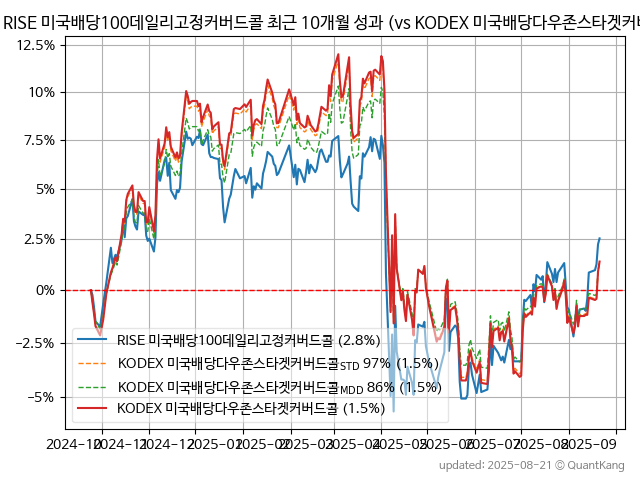 RISE 미국배당100데일리고정커버드콜 최근 10개월 성과 (vs KODEX 미국배당다우존스타겟커버
12.5%
10%
7.5%
5%
2.5%
0%
−2.5%
−5%
RISE 미국배당100데일리고정커버드콜 (2.8%)
KODEX 미국배당다우존스타겟커버드콜STD 97% (1.5%)
KODEX 미국배당다우존스타겟커버드콜MDD 86% (1.5%)
KODEX 미국배당다우존스타겟커버드콜 (1.5%)
2024-10 2024-11 2024-12 2025-01 2025-02 2025-03 2025-04 2025-05 2025-06 2025-07 2025-08 2025-09
updated: 2025-08-21 © QuantKang